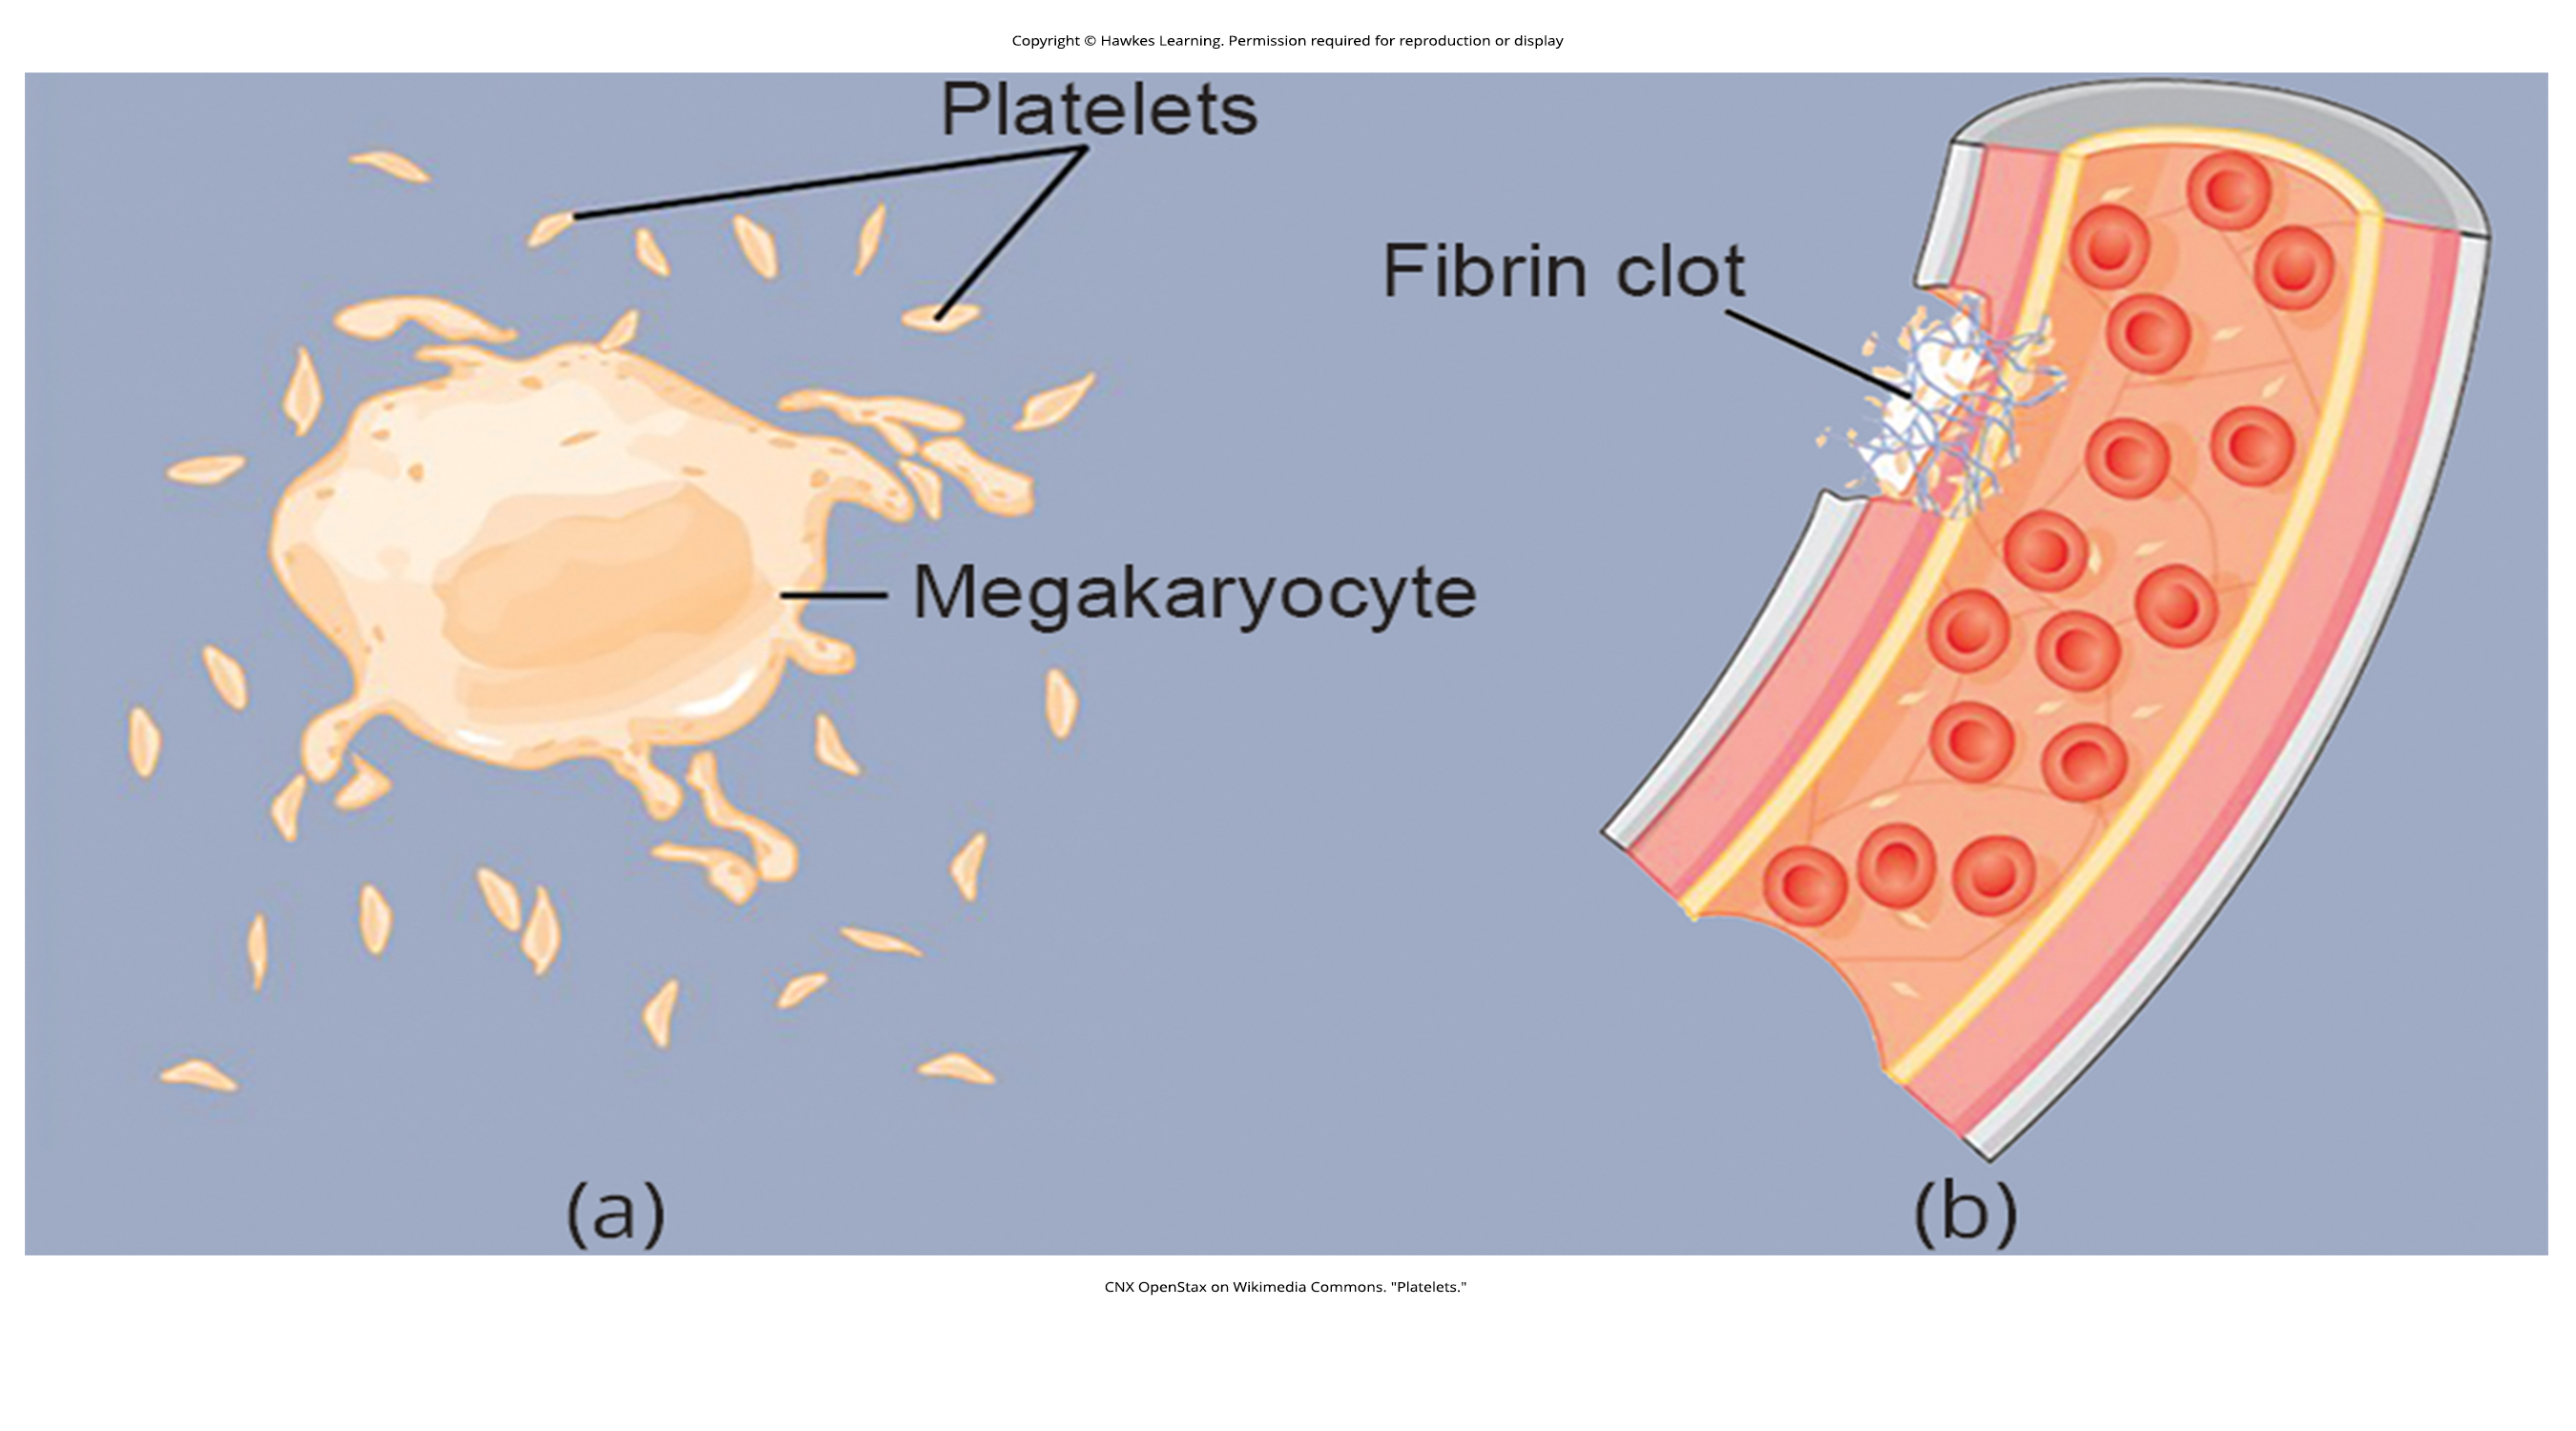 Copyright © Hawkes Learning. Permission required for reproduction or display
Platelets
Fibrin clot
Megakaryocyte
(a)
(b)
CNX OpenStax on Wikimedia Commons. "Platelets."